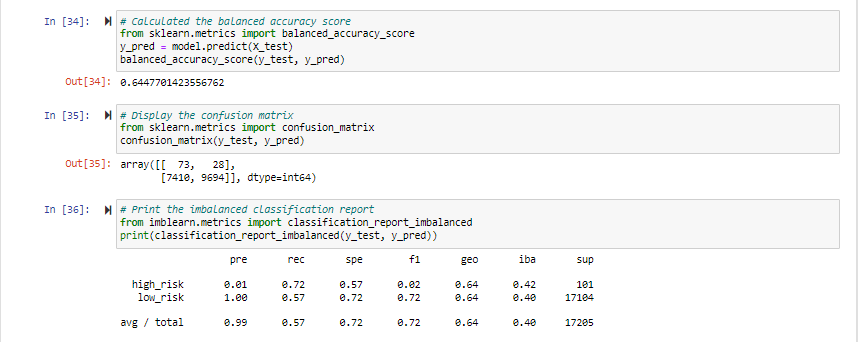 In [34]: # Calculated the balanced accuracy score
from sklearn.metrics import balanced_accuracy_score
y_pred = model.predict(X_test)
balanced_accuracy_score(y_test, y_pred)
Out[34]: 0.6447701423556762
In [35]: # Display the confusion matrix
from sklearn.metrics import confusion_matrix
confusion_matrix(y_test, y_pred)
Out[35]: array([[  73,   28],
       [7410, 9694]], dtype=int64)
In [36]: # Print the imbalanced classification report
from imblearn.metrics import classification_report_imbalanced
print(classification_report_imbalanced(y_test, y_pred))
pre rec spe f1 geo iba sup
high_risk 0.01 0.72 0.57 0.02 0.64 0.42 101
low_risk 1.00 0.57 0.72 0.72 0.64 0.40 17104
avg / total 0.99 0.57 0.72 0.72 0.64 0.40 17205